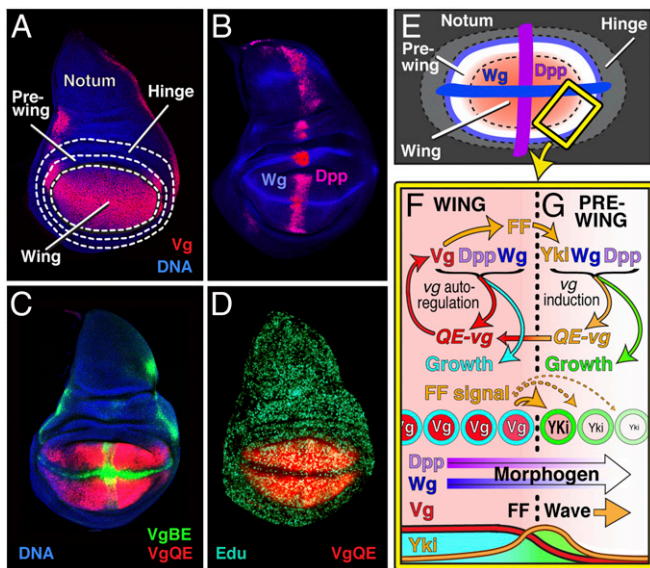 A
Notum
Pre-
wing
Hinge
Wing
Vg
DNA
B
Wg
Dpp
C
DNA
VgBE
VgQE
D
Edu
VgQE
E
Notum
Hinge
Pre-
wing
Wg
Dpp
Wing
F WING
G PRE-
WING
FF
Vg Dpp Wg
Yki Wg Dpp
vg auto-
regulation
vg
induction
QE-vg
QE-vg
Growth
Growth
FF signal
Vg Vg Vg Vg YKi Yki Yki
Dpp
Wg
Morphogen
Vg
FF Wave
Yki